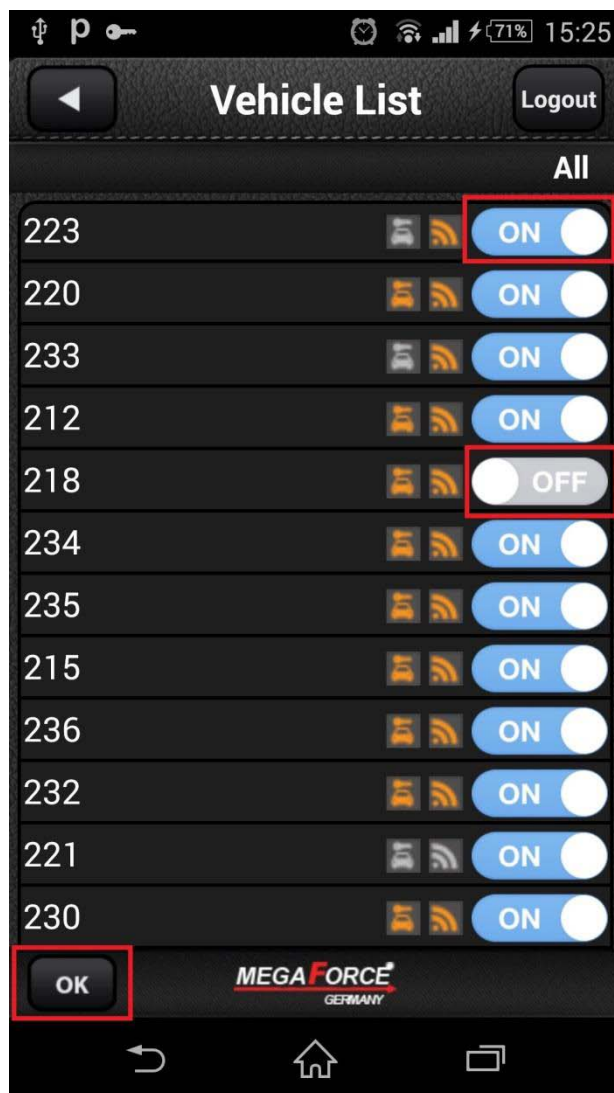 71% 15:25
Vehicle List Logout
All
223 ON
220 ON
233 ON
212 ON
218 OFF
234 ON
235 ON
215 ON
236 ON
232 ON
221 ON
230 ON
OK MEGAFORCE
GERMANY